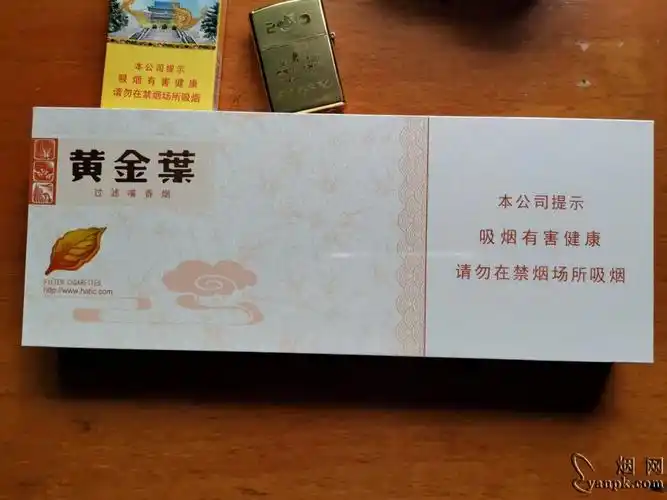 本公司提示
吸烟有害健康
请勿在禁烟场所吸烟
黄金葉
过滤嘴香烟
FILTER CIGARETTES
http://www.hatic.com
本公司提示
吸烟有害健康
请勿在禁烟场所吸烟
烟网
yanpk.com